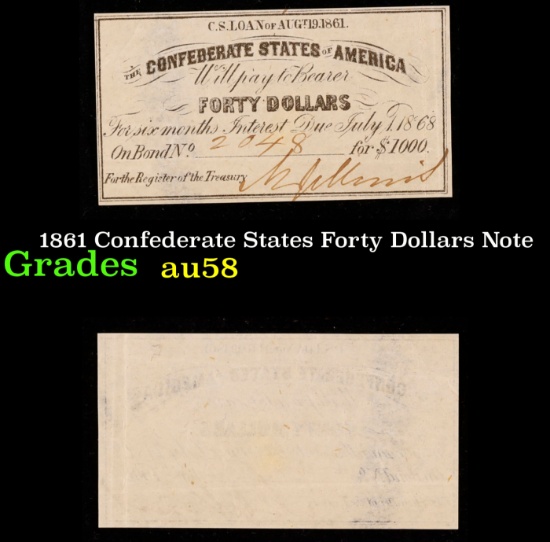 C.S. LOAN OF AUGT. 19. 1861.
THE CONFEDERATE STATES OF AMERICA
Will pay to Bearer
FORTY DOLLARS
For six months Interest Due July 1, 1868
On Bond No. 2048 for $1000.
For the Register of the Treasury
1861 Confederate States Forty Dollars Note
Grades au58